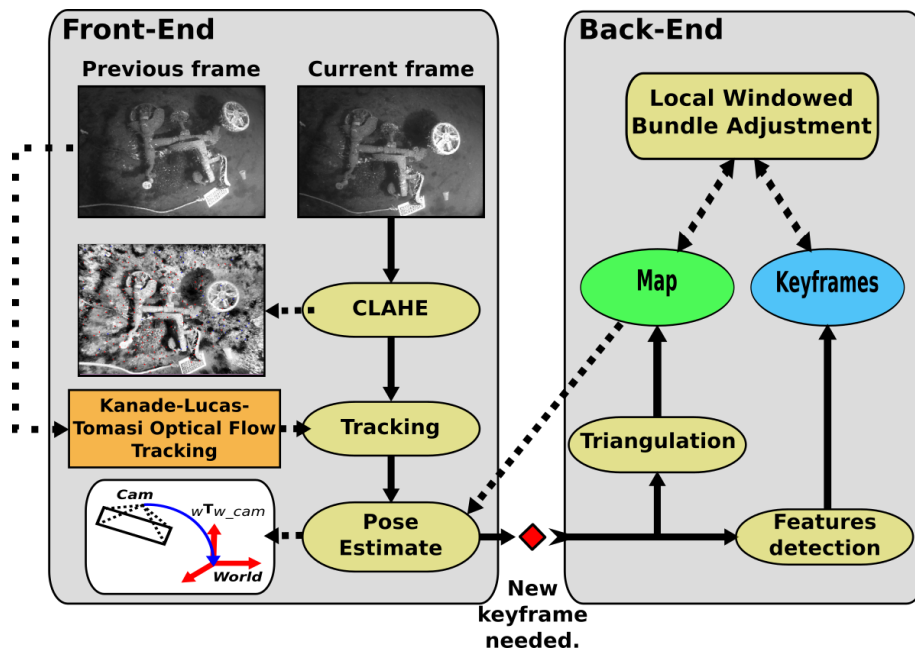 Front-End
Previous frame
Current frame
CLAHE
Kanade-Lucas-
Tomasi Optical Flow
Tracking
Tracking
Cam
wTw_cam
World
Pose
Estimate
New
keyframe
needed.
Back-End
Local Windowed
Bundle Adjustment
Map
Keyframes
Triangulation
Features
detection